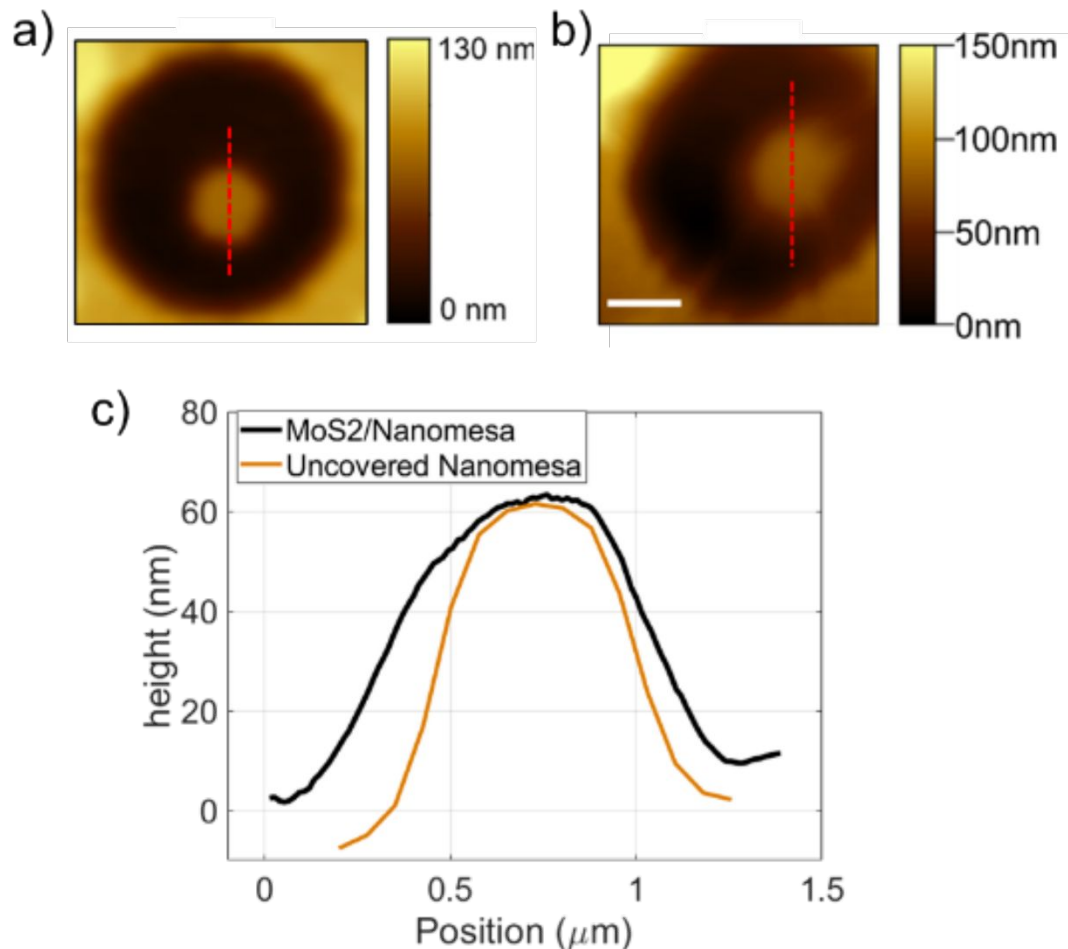 a)
130 nm
0 nm
b)
150nm
100nm
50nm
0nm
c)
80
60
40
20
0
height (nm)
MoS2/Nanomesa
Uncovered Nanomesa
0
0.5
1
1.5
Position (μm)